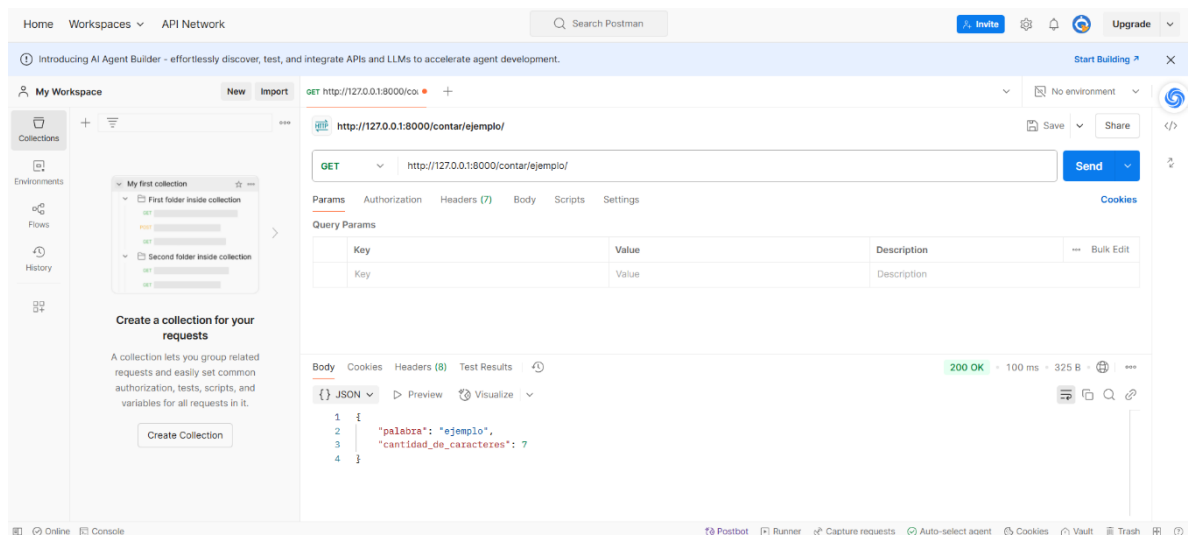 Home Workspaces API Network Search Postman Invite Upgrade
Introducing AI Agent Builder - effortlessly discover, test, and integrate APIs and LLMs to accelerate agent development. Start Building
My Workspace New Import GET http://127.0.0.1:8000/co No environment
HTTP http://127.0.0.1:8000/contar/ejemplo/ Save Share
Collections
Environments
Flows
History
My first collection
First folder inside collection
GET
POST
GET
Second folder inside collection
GET
GET
Create a collection for your
requests
A collection lets you group related
requests and easily set common
authorization, tests, scripts, and
variables for all requests in it.
Create Collection
GET http://127.0.0.1:8000/contar/ejemplo/ Send
Params Authorization Headers (7) Body Scripts Settings Cookies
Query Params
Key Value Description Bulk Edit
Key Value Description
Body Cookies Headers (8) Test Results 200 OK 100 ms 325 B
{} JSON Preview Visualize
1 {
2 "palabra": "ejemplo",
3 "cantidad_de_caracteres": 7
4 }
Online Console Postbot Runner Capture requests Auto-select agent Cookies Vault Trash